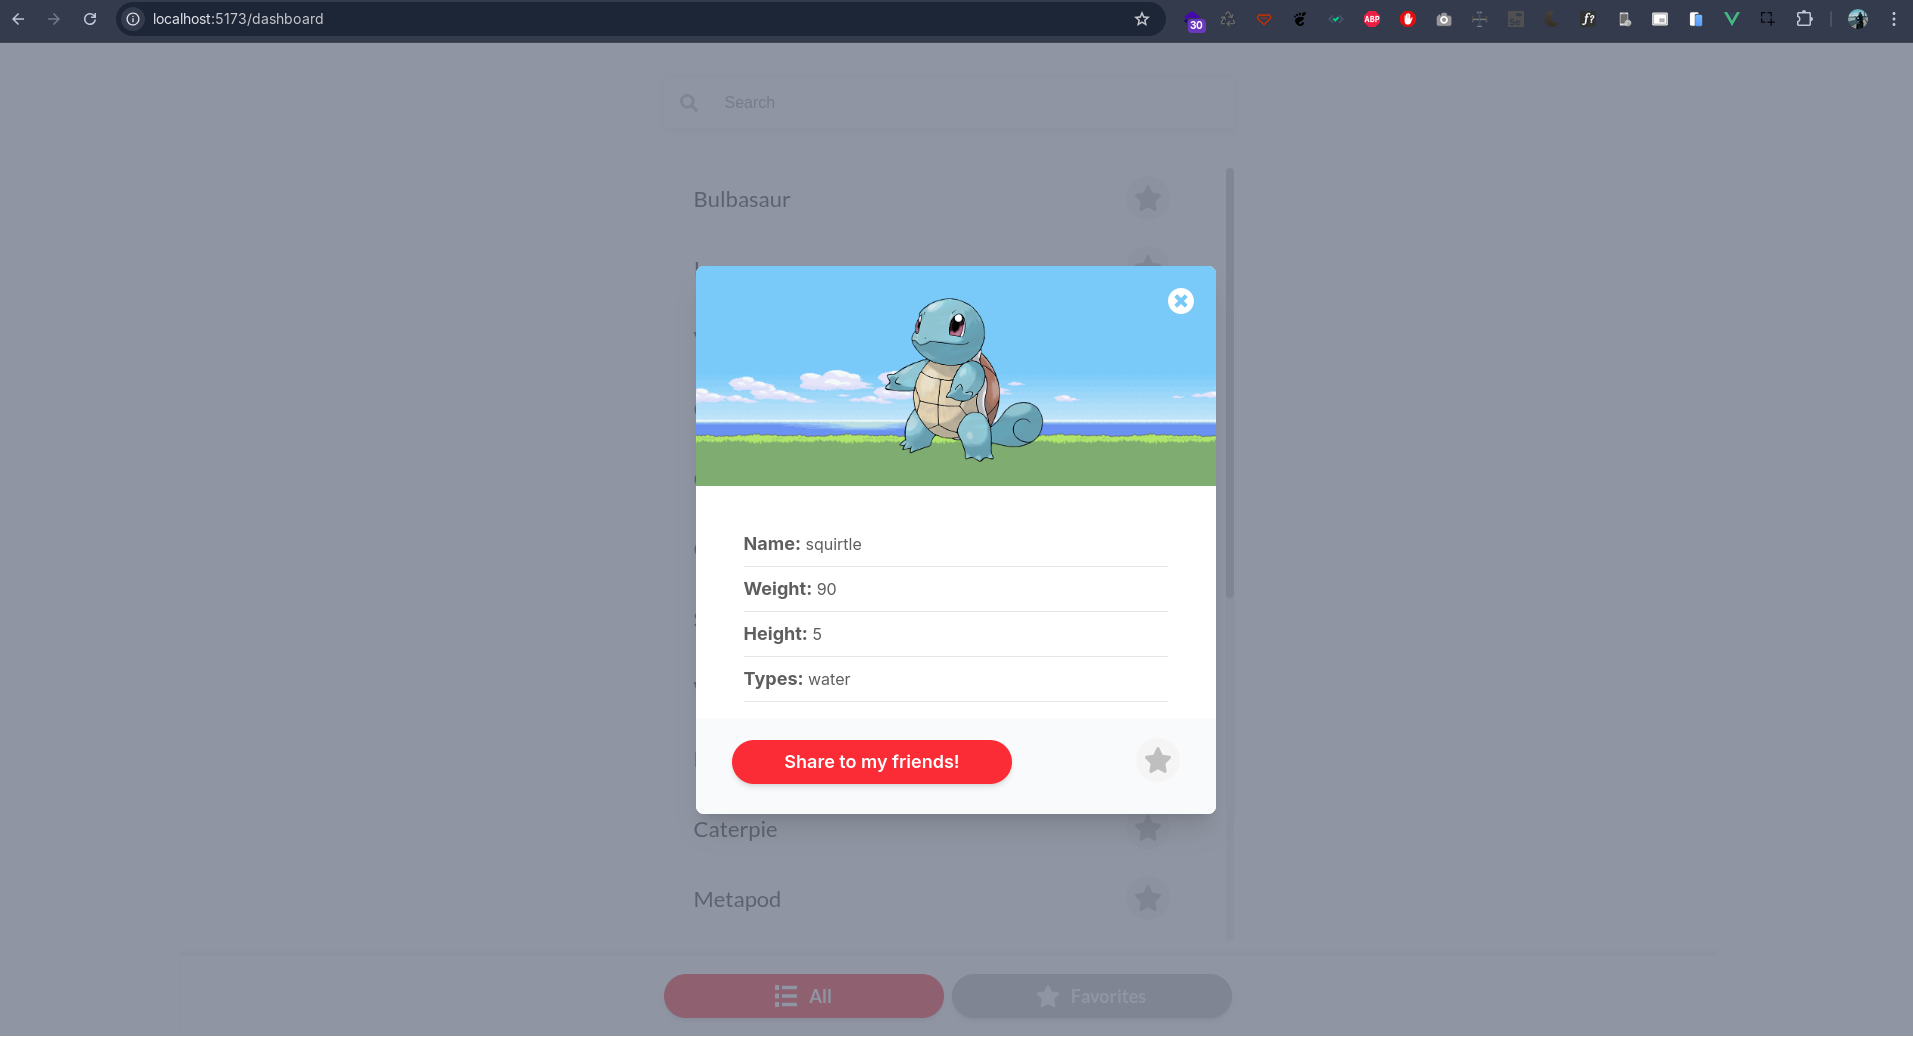 localhost:5173/dashboard
30
ABP
f?
Search
Bulbasaur
Name: squirtle
Weight: 90
Height: 5
Types: water
Share to my friends!
Caterpie
Metapod
All
Favorites